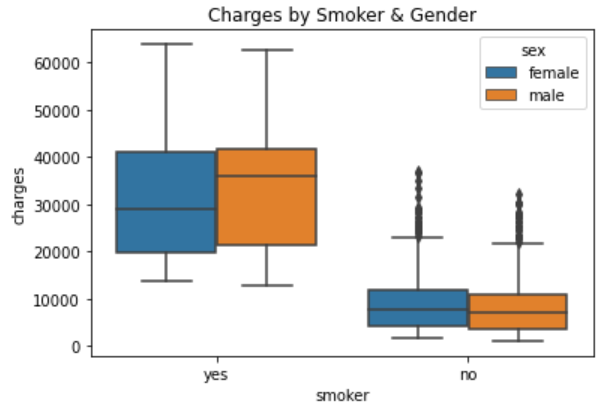 Charges by Smoker & Gender
sex
female
male
60000
50000
40000
30000
20000
10000
0
charges
yes
no
smoker